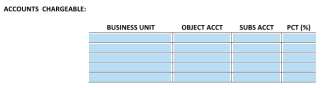 ACCOUNTS CHARGEABLE:
BUSINESS UNIT OBJECT ACCT SUBS ACCT PCT (%)